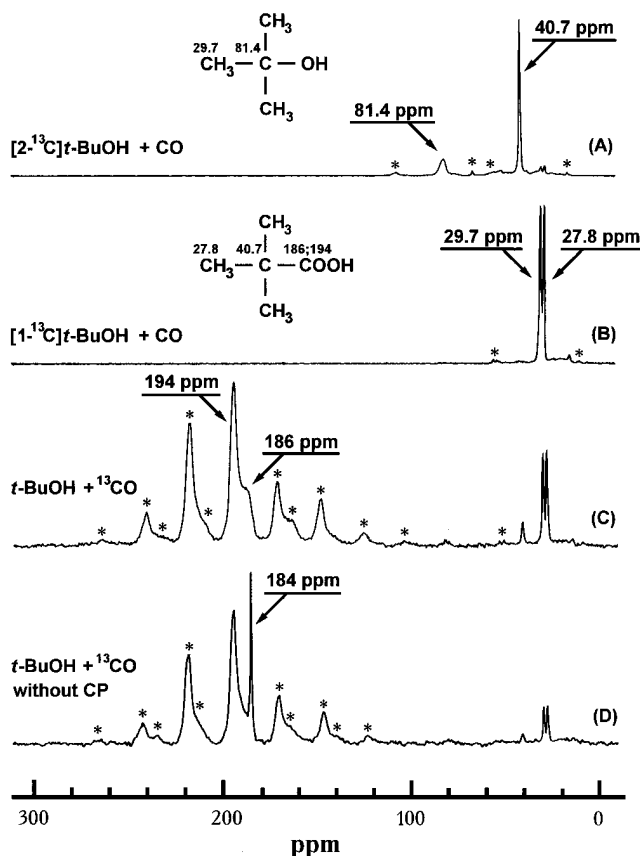 CH₃
29.7 81.4
CH₃ — C — OH
CH₃
40.7 ppm
81.4 ppm
[2-¹³C]t-BuOH + CO
* * * * *
(A)
CH₃
27.8 40.7 186;194
CH₃ — C — COOH
CH₃
29.7 ppm
27.8 ppm
[1-¹³C]t-BuOH + CO
* *
(B)
194 ppm
186 ppm
t-BuOH + ¹³CO
* * * * * * * * * * *
(C)
184 ppm
t-BuOH + ¹³CO
without CP
* * * * * * * * * *
(D)
300 200 100 0
ppm